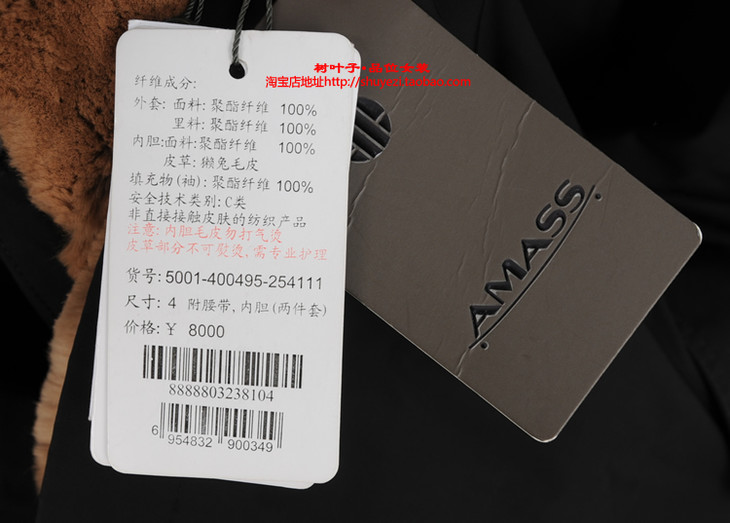 树叶子·品位女装
淘宝店地址http://shuyezi.taobao.com
纤维成分:
外套: 面料: 聚酯纤维 100%
里料: 聚酯纤维 100%
内胆:面料: 聚酯纤维 100%
皮草: 獭兔毛皮
填充物(袖): 聚酯纤维 100%
安全技术类别: C类
非直接接触皮肤的纺织产品
注意: 内胆毛皮勿打气烫
皮草部分不可熨烫,需专业护理
货号: 5001-400495-254111
尺寸: 4 附腰带,内胆(两件套)
价格: ¥ 8000
8888803238104
6 954832 900349
AMASS